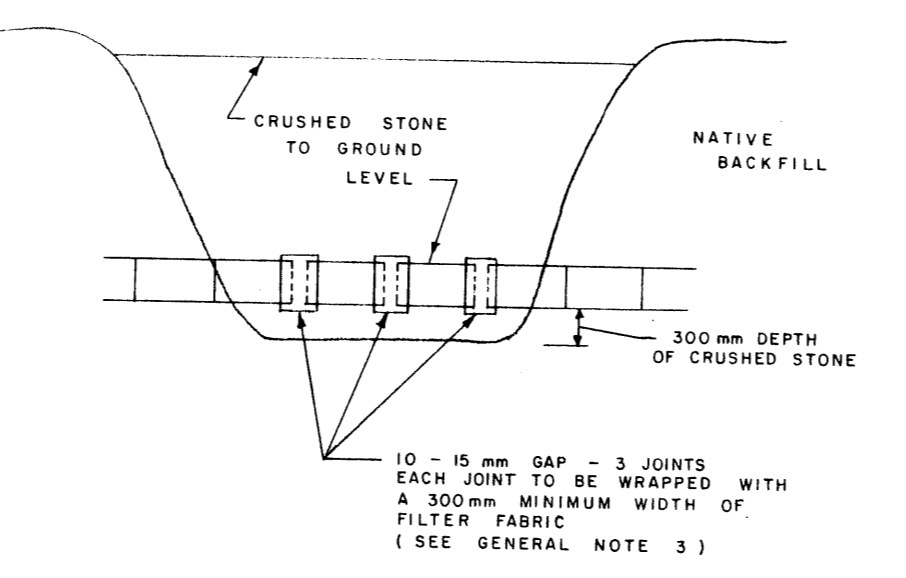 CRUSHED STONE
TO GROUND
LEVEL
NATIVE
BACKFILL
300 mm DEPTH
OF CRUSHED STONE
10 - 15 mm GAP - 3 JOINTS
EACH JOINT TO BE WRAPPED WITH
A 300 mm MINIMUM WIDTH OF
FILTER FABRIC
( SEE GENERAL NOTE 3 )